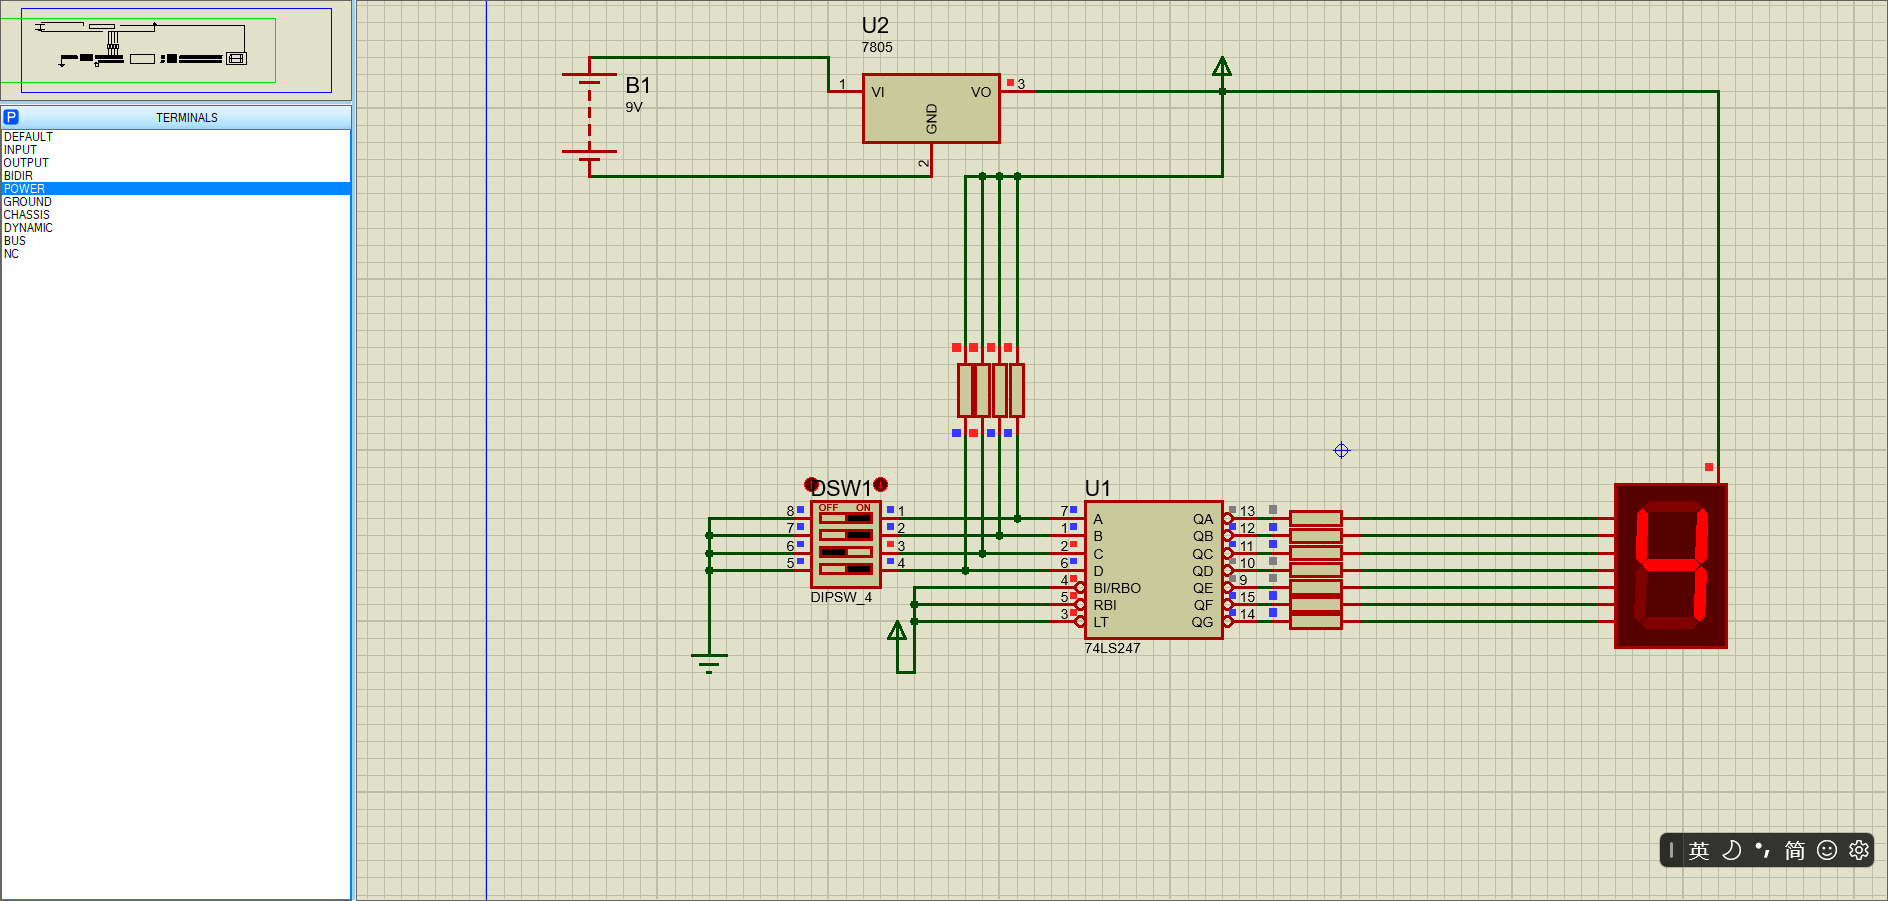 P TERMINALS
DEFAULT
INPUT
OUTPUT
BIDIR
POWER
GROUND
CHASSIS
DYNAMIC
BUS
NC
U2
7805
B1
9V
1 VI VO 3
GND
2
DSW1
OFF ON
8 1
7 2
6 3
5 4
DIPSW_4
U1
7 A QA 13
1 B QB 12
2 C QC 11
6 D QD 10
4 BI/RBO QE 9
5 RBI QF 15
3 LT QG 14
74LS247
4
英 简